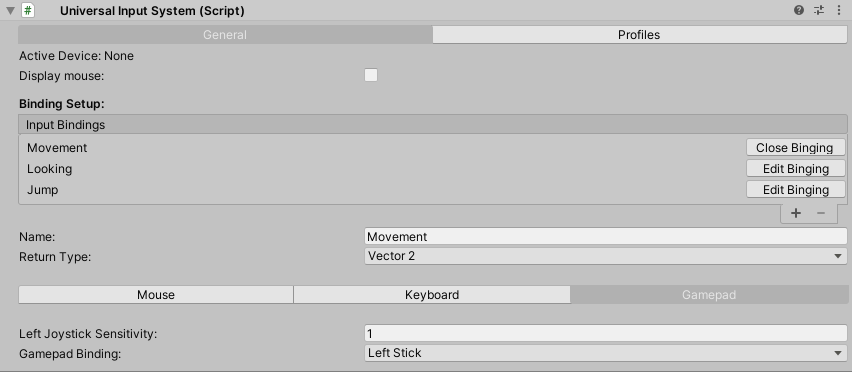 Universal Input System (Script)
General Profiles
Active Device: None
Display mouse:
Binding Setup:
Input Bindings
Movement Close Binging
Looking Edit Binging
Jump Edit Binging
Name: Movement
Return Type: Vector 2
Mouse Keyboard Gamepad
Left Joystick Sensitivity: 1
Gamepad Binding: Left Stick